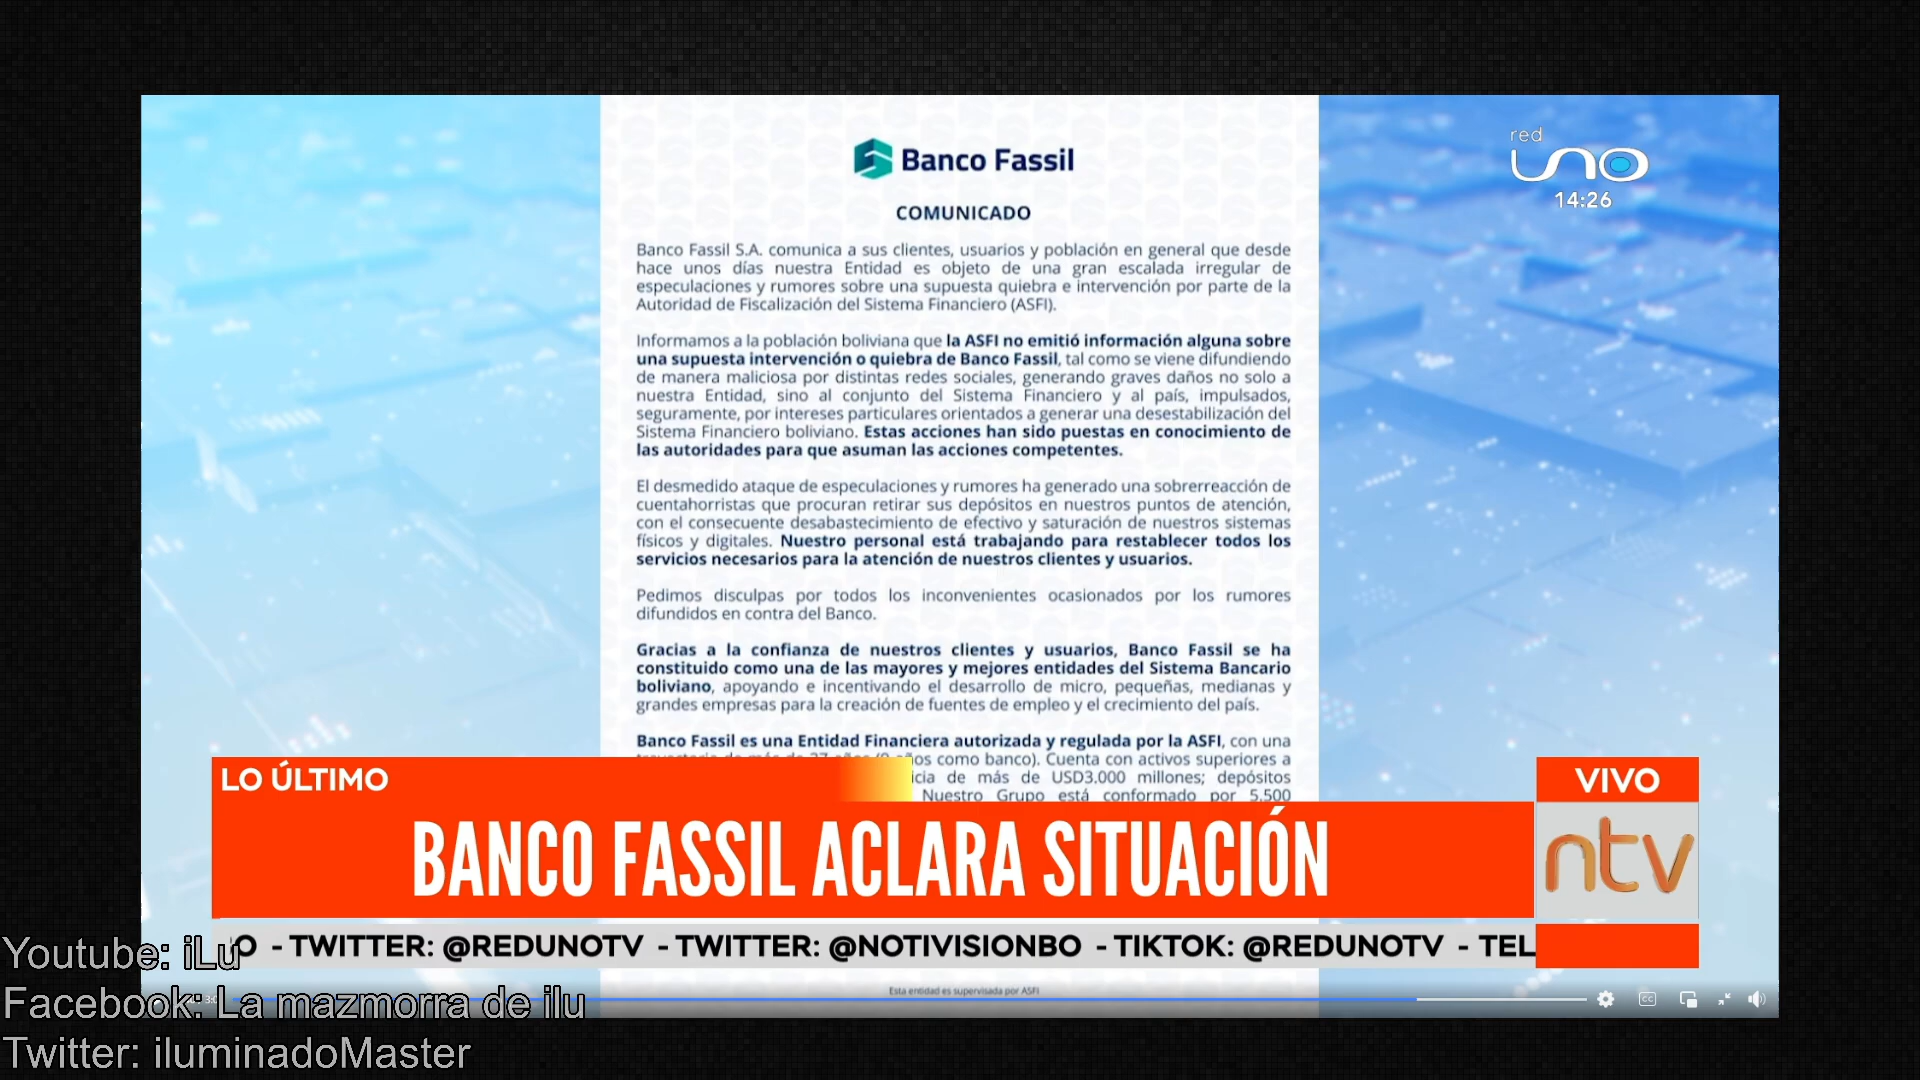 red
uno
14:26
Banco Fassil
COMUNICADO
Banco Fassil S.A. comunica a sus clientes, usuarios y población en general que desde
hace unos días nuestra Entidad es objeto de una gran escalada irregular de
especulaciones y rumores sobre una supuesta quiebra e intervención por parte de la
Autoridad de Fiscalización del Sistema Financiero (ASFI).
Informamos a la población boliviana que la ASFI no emitió información alguna sobre
una supuesta intervención o quiebra de Banco Fassil, tal como se viene difundiendo
de manera maliciosa por distintas redes sociales, generando graves daños no solo a
nuestra Entidad, sino al conjunto del Sistema Financiero y al país, impulsados,
seguramente, por intereses particulares orientados a generar una desestabilización del
Sistema Financiero boliviano. Estas acciones han sido puestas en conocimiento de
las autoridades para que asuman las acciones competentes.
El desmedido ataque de especulaciones y rumores ha generado una sobrerreacción de
cuentahorristas que procuran retirar sus depósitos en nuestros puntos de atención,
con el consecuente desabastecimiento de efectivo y saturación de nuestros sistemas
físicos y digitales. Nuestro personal está trabajando para restablecer todos los
servicios necesarios para la atención de nuestros clientes y usuarios.
Pedimos disculpas por todos los inconvenientes ocasionados por los rumores
difundidos en contra del Banco.
Gracias a la confianza de nuestros clientes y usuarios, Banco Fassil se ha
constituido como una de las mayores y mejores entidades del Sistema Bancario
boliviano, apoyando e incentivando el desarrollo de micro, pequeñas, medianas y
grandes empresas para la creación de fuentes de empleo y el crecimiento del país.
Banco Fassil es una Entidad Financiera autorizada y regulada por la ASFI, con una
como banco). Cuenta con activos superiores a
de más de USD3,000 millones; depósitos
Nuestro Grupo está conformado por 5,500
LO ÚLTIMO
VIVO
BANCO FASSIL ACLARA SITUACIÓN
ntv
O - TWITTER: @REDUNOTV - TWITTER: @NOTIVISIONBO - TIKTOK: @REDUNOTV - TEL
Esta entidad es supervisada por ASFI
CC
Youtube: iLu
Facebook: La mazmorra de ilu
Twitter: iluminadoMaster